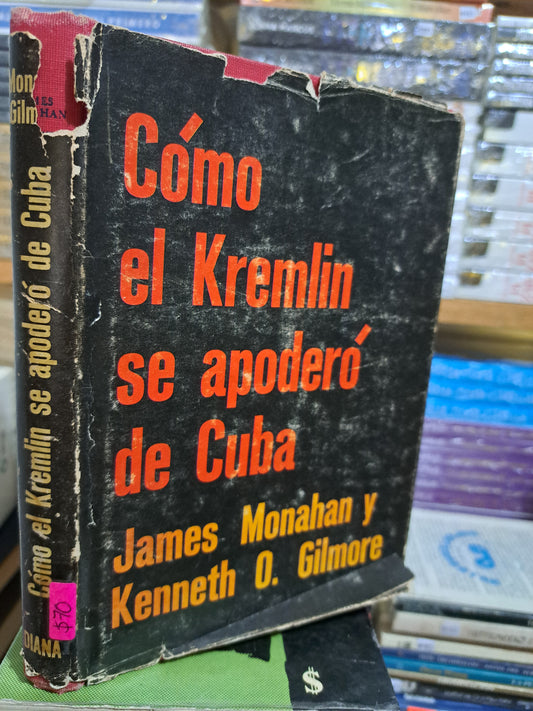 Cómo
el Kremlin
se apoderó
de Cuba
James Monahan y
Kenneth O. Gilmore
Cómo el Kremlin se apoderó de Cuba
$70
DIANA
$